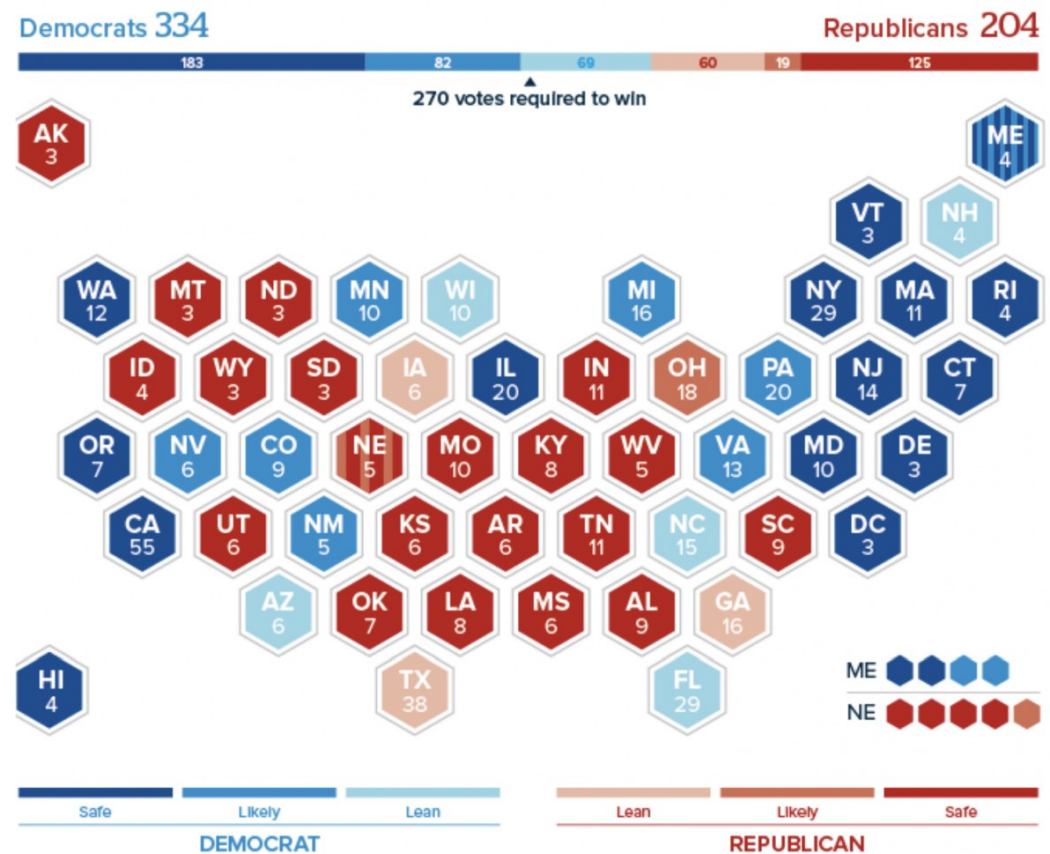 Democrats 334 Republicans 204
183 82 69 60 19 125
270 votes required to win
AK 3
ME 4
VT 3
NH 4
WA 12
MT 3
ND 3
MN 10
WI 10
MI 16
NY 29
MA 11
RI 4
ID 4
WY 3
SD 3
IA 6
IL 20
IN 11
OH 18
PA 20
NJ 14
CT 7
OR 7
NV 6
CO 9
NE 5
MO 10
KY 8
WV 5
VA 13
MD 10
DE 3
CA 55
UT 6
NM 5
KS 6
AR 6
TN 11
NC 15
SC 9
DC 3
AZ 6
OK 7
LA 8
MS 6
AL 9
GA 16
HI 4
TX 38
FL 29
ME
NE
Safe Likely Lean Lean Likely Safe
DEMOCRAT REPUBLICAN